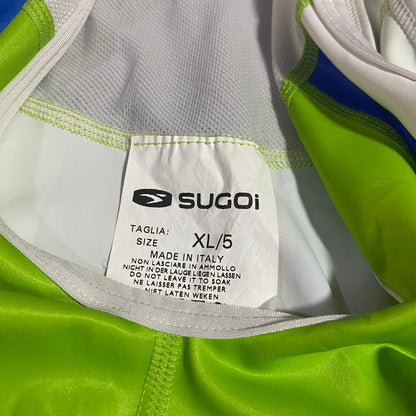 SUGOi
TAGLIA:
SIZE XL/5
MADE IN ITALY
NON LASCIARE IN AMMOLLO
NICHT IN DER LAUGE LIEGEN LASSEN
DO NOT LEAVE IT TO SOAK
NE LAISSER PAS TREMPER
NIET LATEN WEKEN